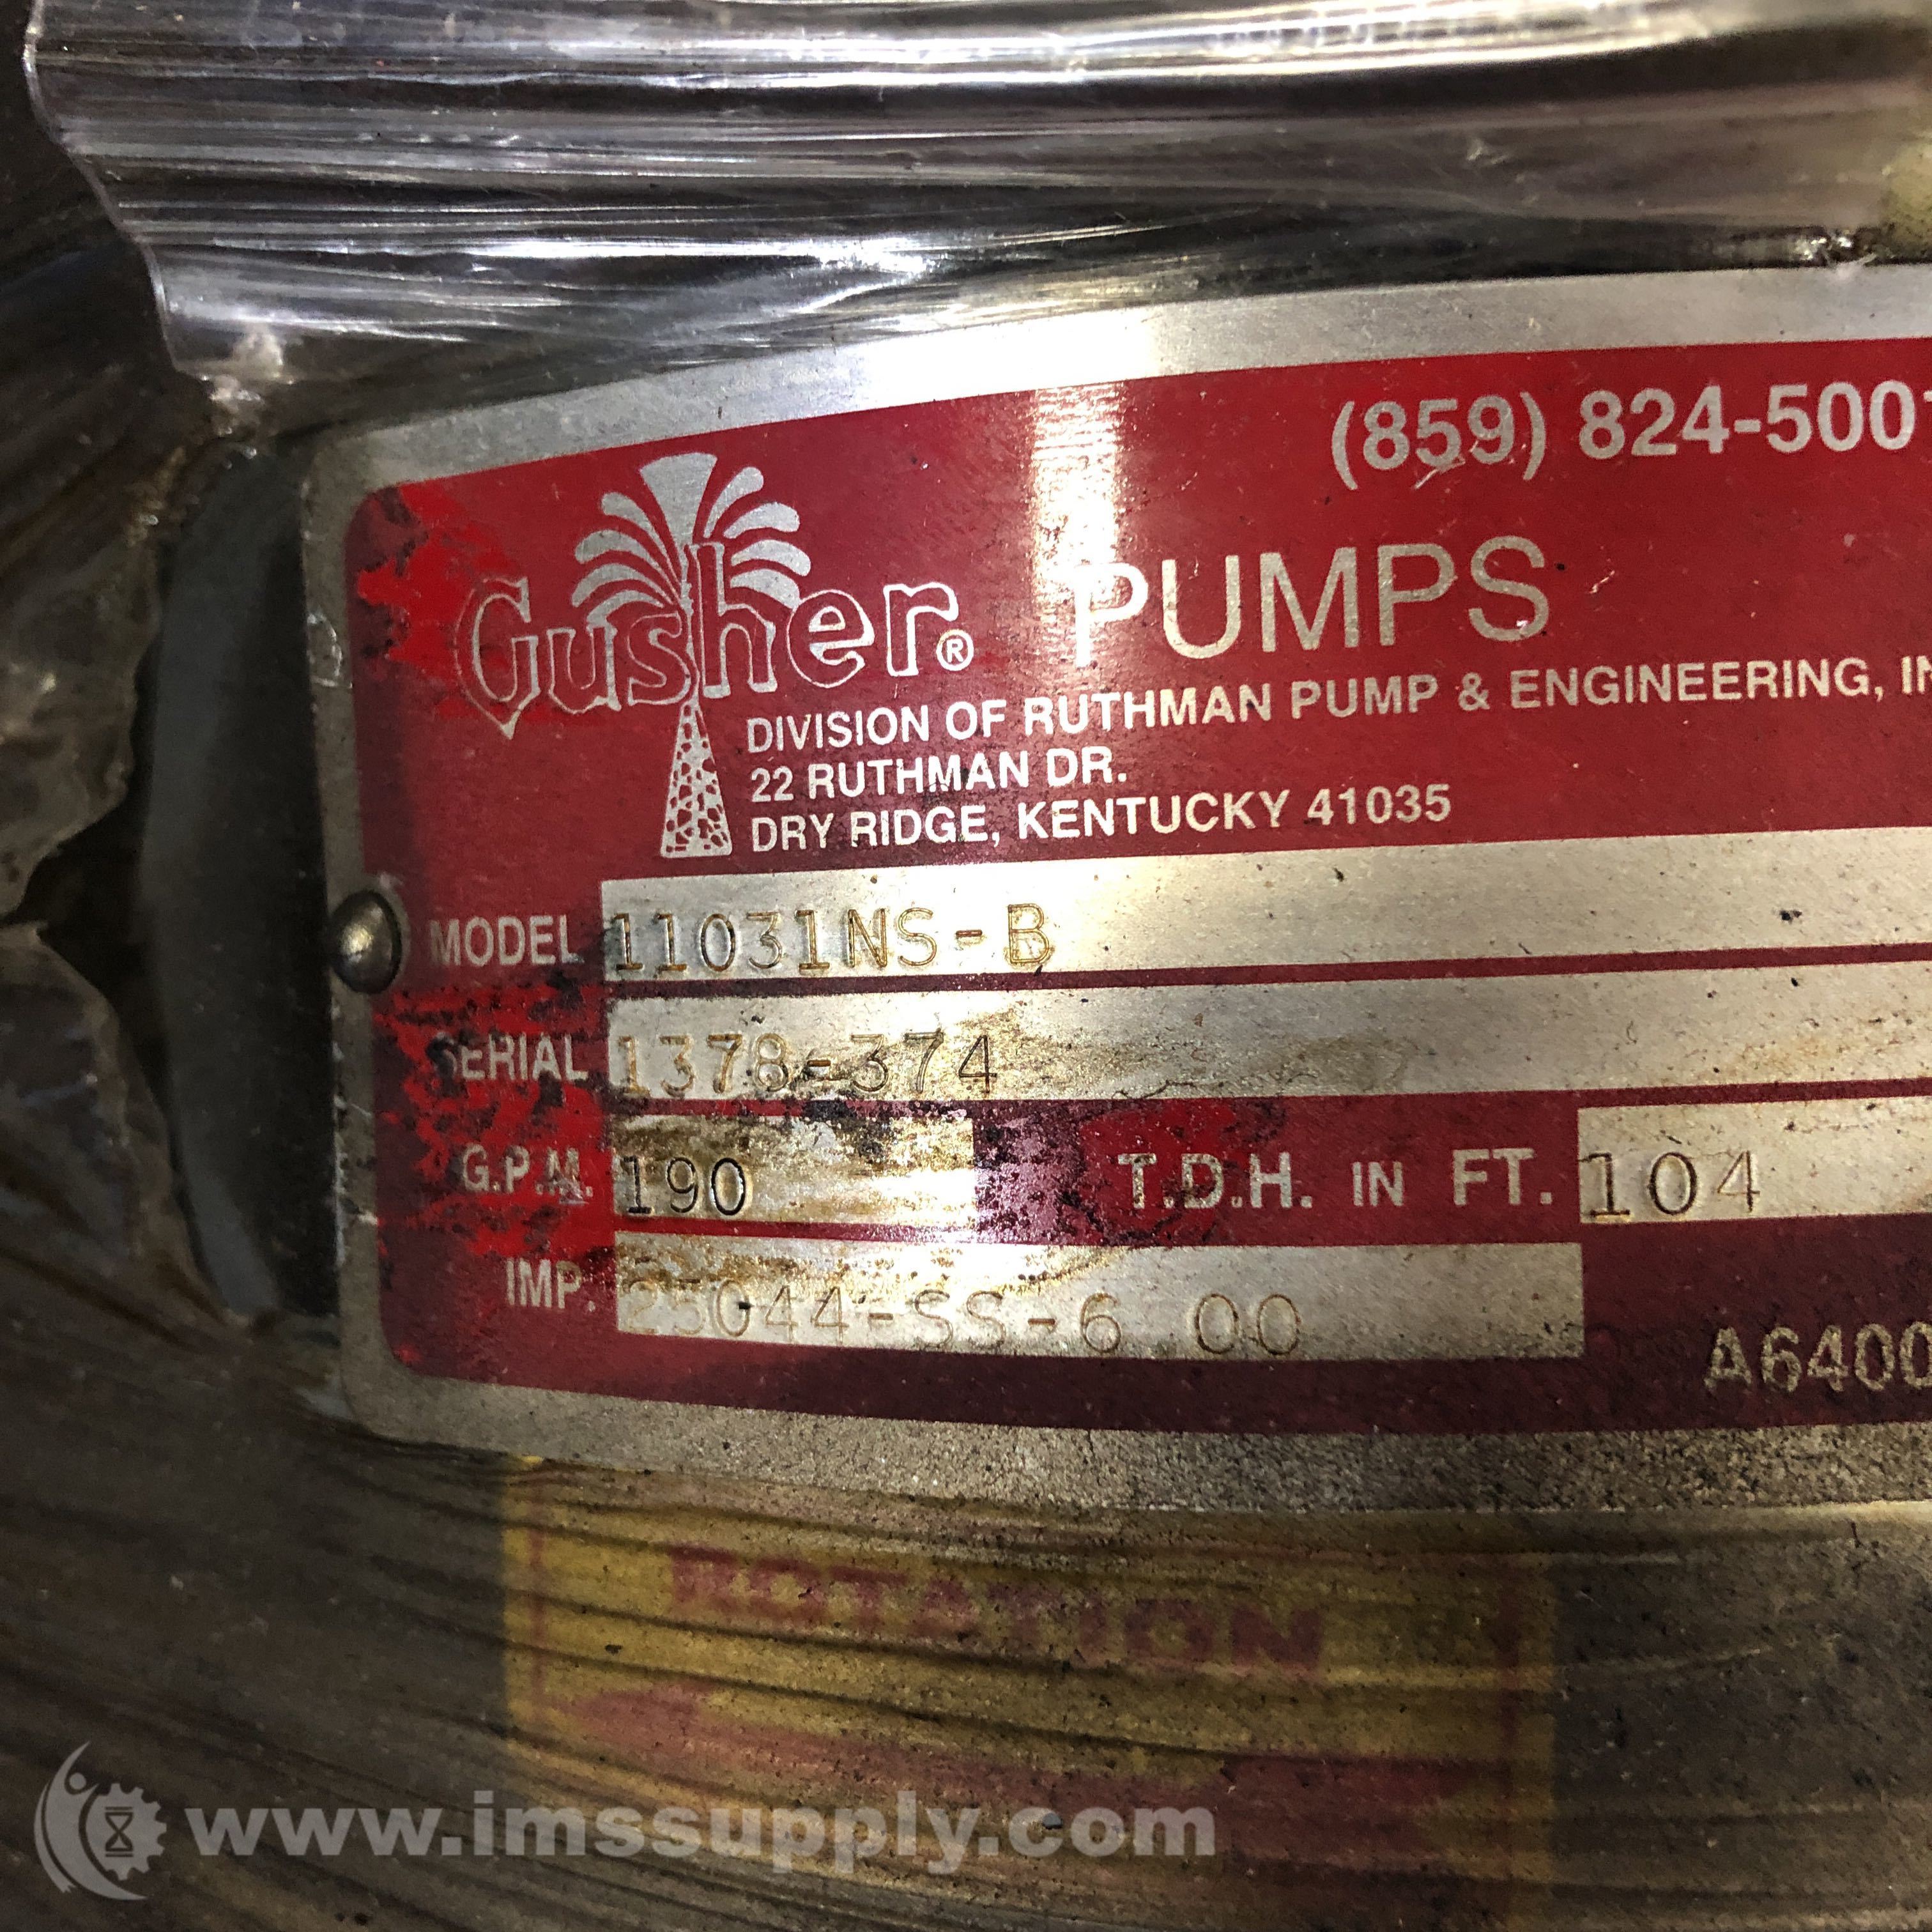 (859) 824-5001
Gusher® PUMPS
DIVISION OF RUTHMAN PUMP & ENGINEERING, IN
22 RUTHMAN DR.
DRY RIDGE, KENTUCKY 41035
MODEL 11031NS-B
SERIAL 1378-374
G.P.M. 190 T.D.H. IN FT. 104
IMP. 25044-SS-6 00
A6400
ROTATION
www.imssupply.com